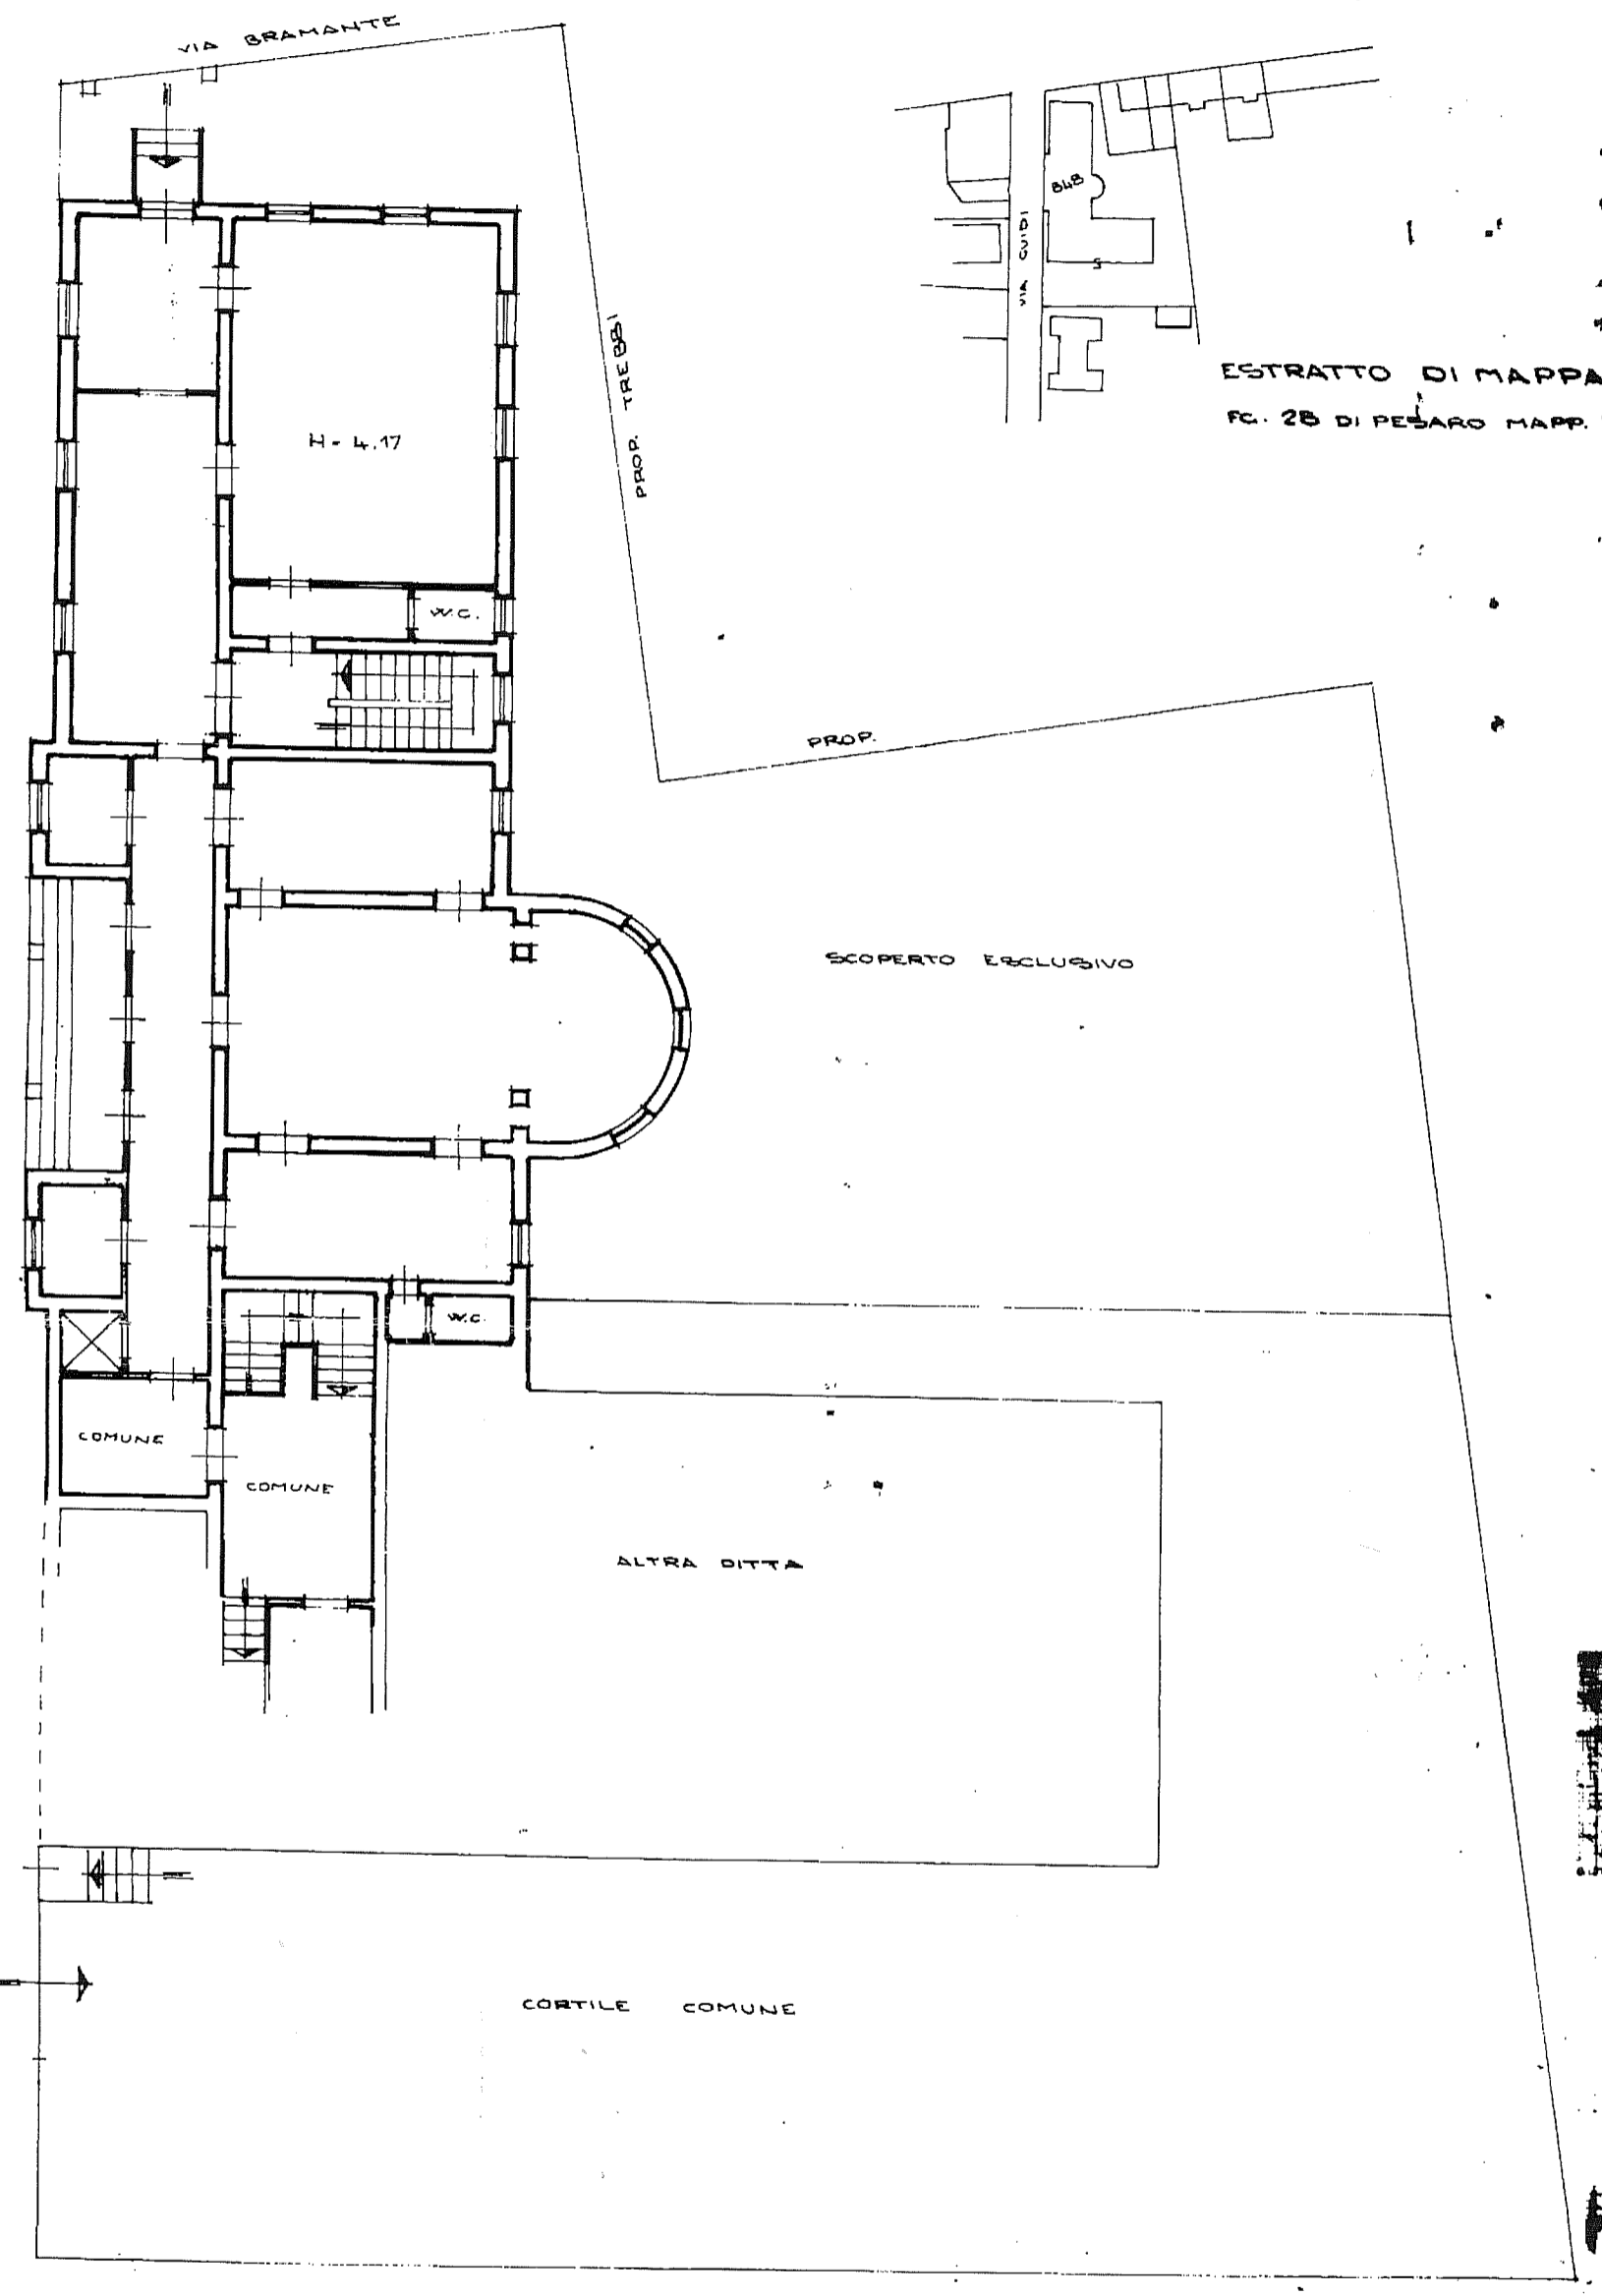 VIA BRAMANTE
848
VIA GUIDI
ESTRATTO DI MAPPA
FG. 28 DI PESARO MAPP.
PROP. TREBBI
H = 4.17
W.C.
PROP.
SCOPERTO ESCLUSIVO
W.C.
COMUNE
COMUNE
ALTRA DITTA
CORTILE COMUNE